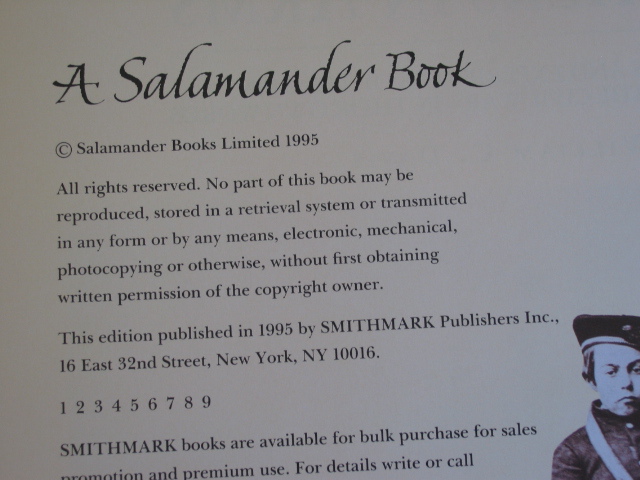 A Salamander Book
© Salamander Books Limited 1995
All rights reserved. No part of this book may be
reproduced, stored in a retrieval system or transmitted
in any form or by any means, electronic, mechanical,
photocopying or otherwise, without first obtaining
written permission of the copyright owner.
This edition published in 1995 by SMITHMARK Publishers Inc.,
16 East 32nd Street, New York, NY 10016.
1 2 3 4 5 6 7 8 9
SMITHMARK books are available for bulk purchase for sales
promotion and premium use. For details write or call